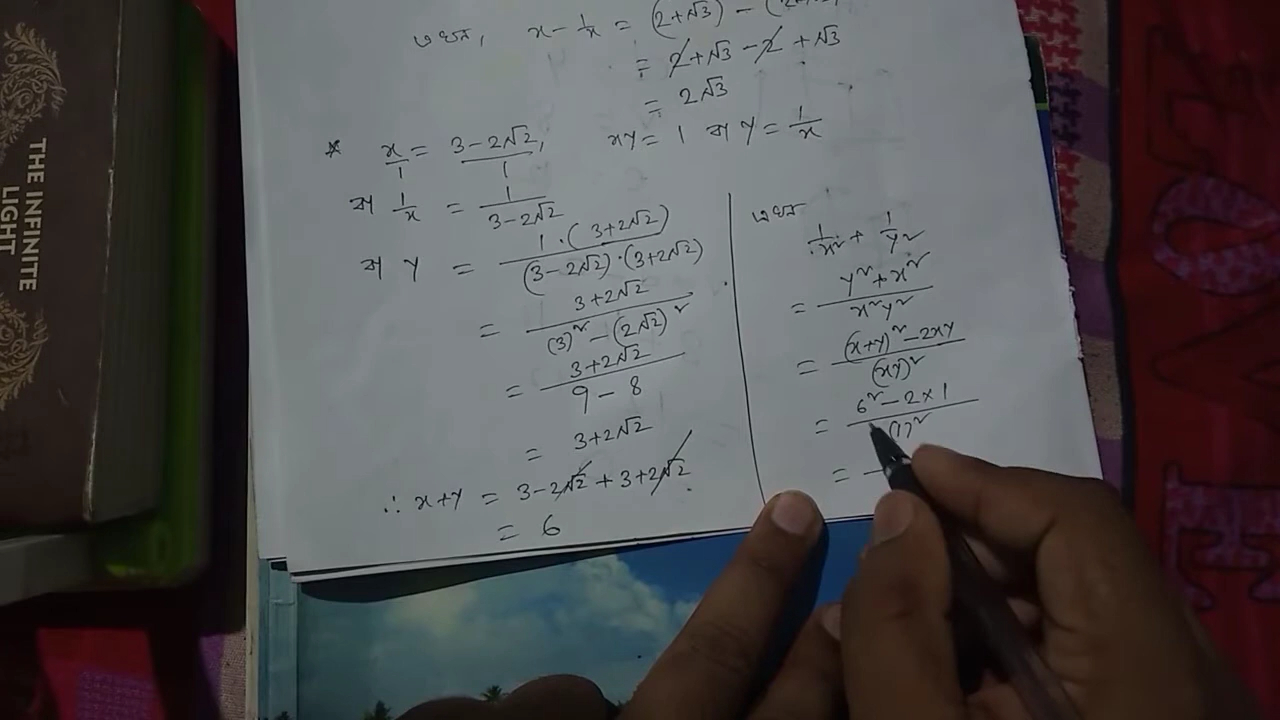 তখন, x - 1/x = (2+√3) - (
= 2+√3 - 2 + √3
= 2√3
* x/1 = (3-2√2)/1, xy = 1 বা y = 1/x
বা 1/x = 1/(3-2√2)
বা y = 1·(3+2√2)/(3-2√2)·(3+2√2)
= (3+2√2)/((3)² - (2√2)²)
= (3+2√2)/(9-8)
= 3+2√2
∴ x+y = 3-2√2 + 3+2√2
= 6
এখন
1/x² + 1/y²
= (y²+x²)/(x²y²)
= ((x+y)² - 2xy)/(xy)²
= (6² - 2×1)/(1)²
=
THE INFINITE
LIGHT